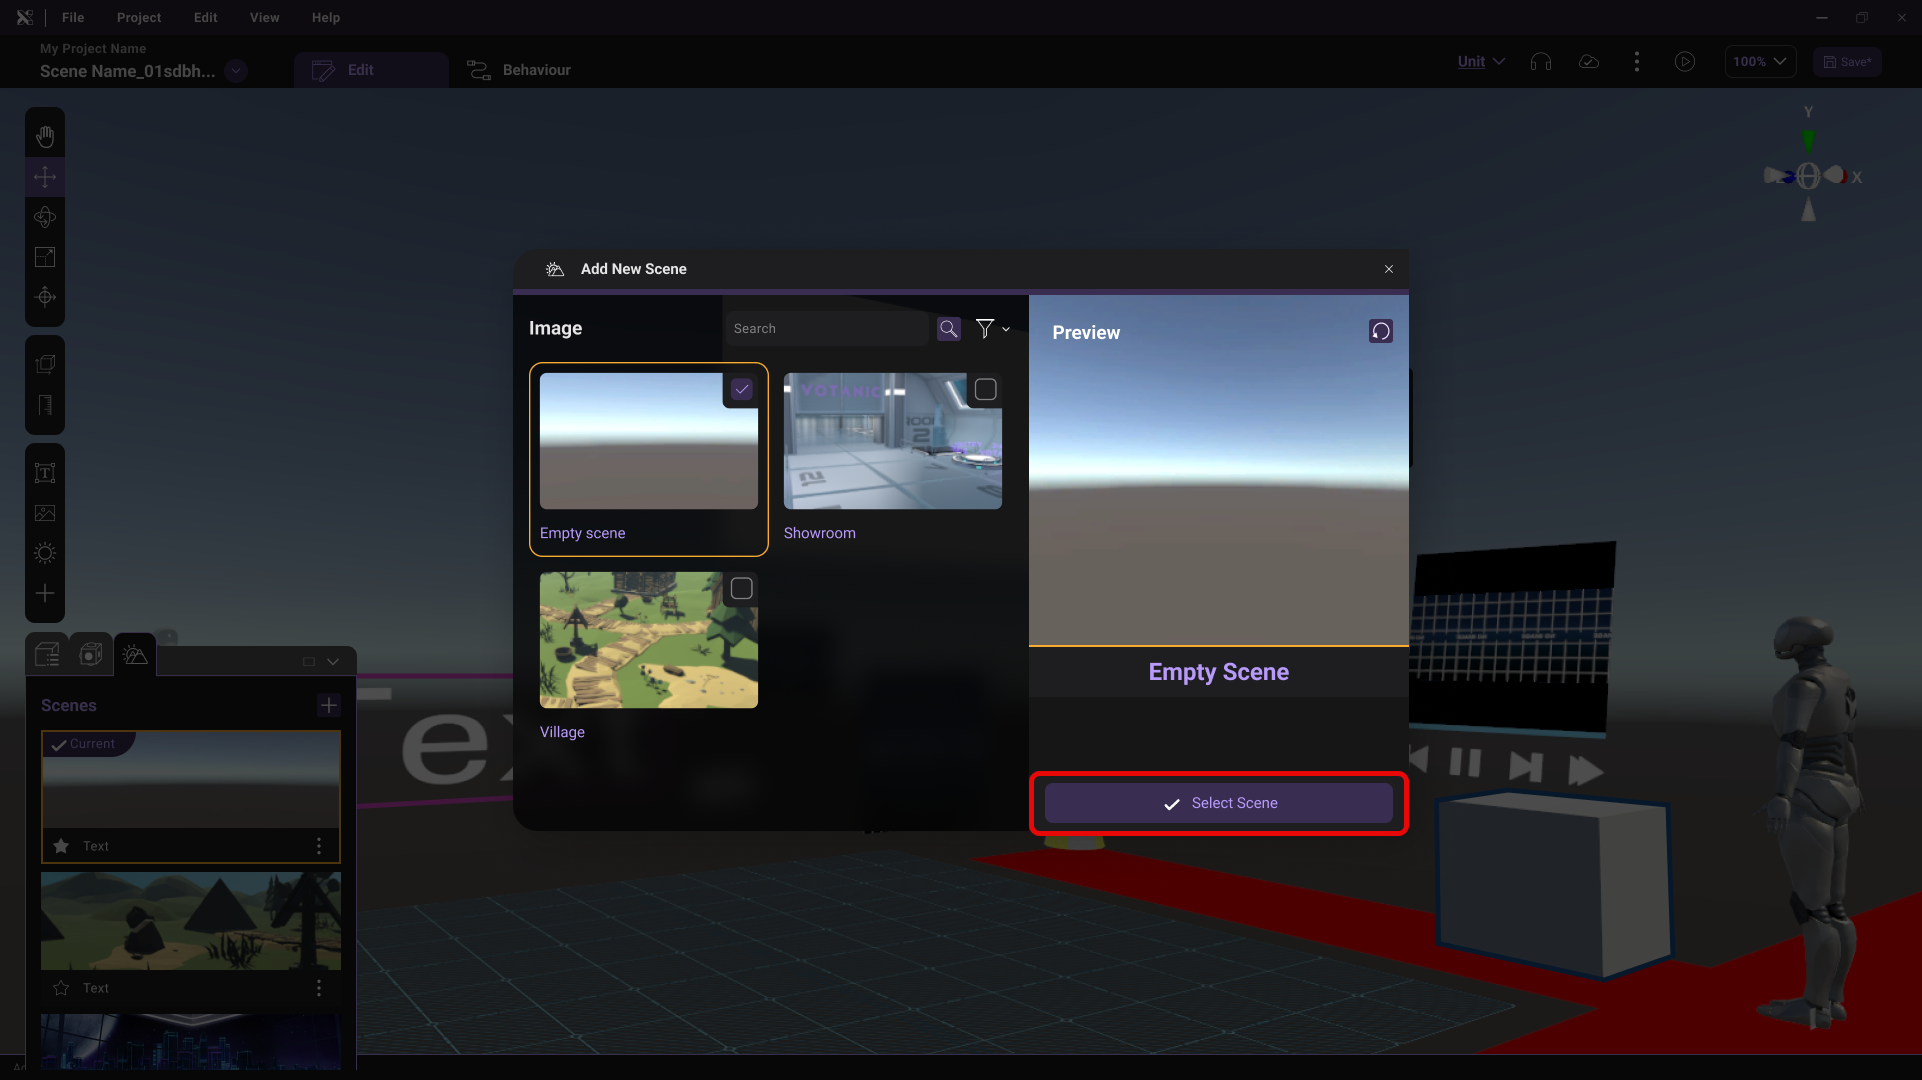 File Project Edit View Help
My Project Name
Scene Name_01sdbh...
Edit
Behaviour
Unit
100%
Save*
Y
X
Add New Scene
Image
Search
Preview
VOTANIC
Empty scene
Showroom
Village
Empty Scene
Select Scene
Scenes
Current
Text
Text